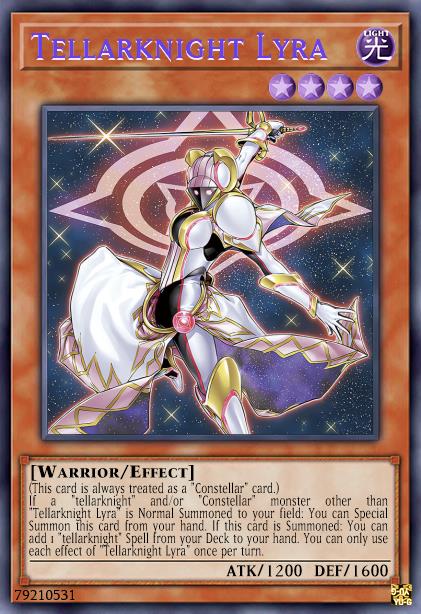 TELLARKNIGHT LYRA
LIGHT
光
[WARRIOR/EFFECT]
(This card is always treated as a "Constellar" card.)
If a "tellarknight" and/or "Constellar" monster other than
"Tellarknight Lyra" is Normal Summoned to your field: You can Special
Summon this card from your hand. If this card is Summoned: You can
add 1 "tellarknight" Spell from your Deck to your hand. You can only use
each effect of "Tellarknight Lyra" once per turn.
ATK/1200 DEF/1600
79210531